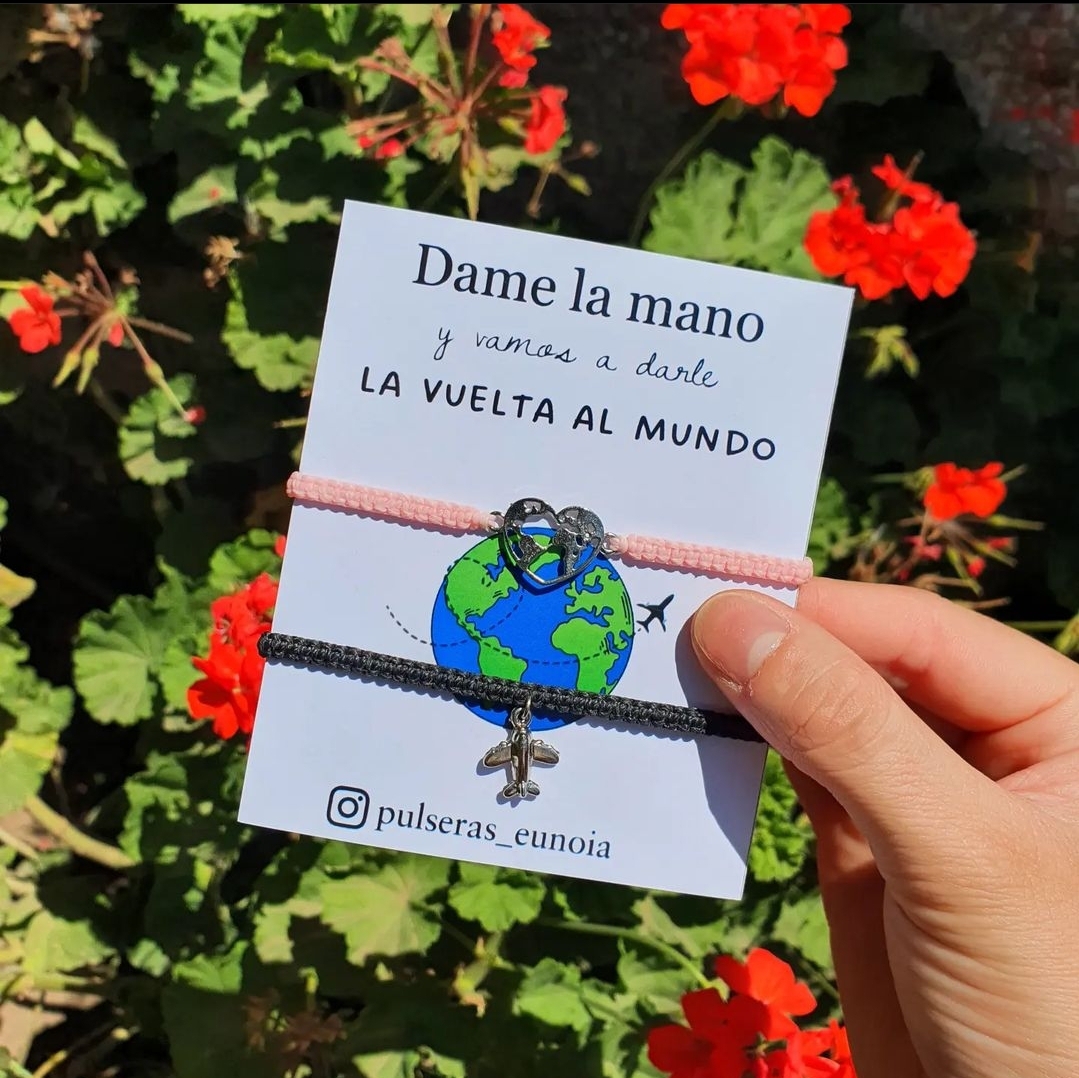 Dame la mano
y vamos a darle
LA VUELTA AL MUNDO
pulseras_eunoia